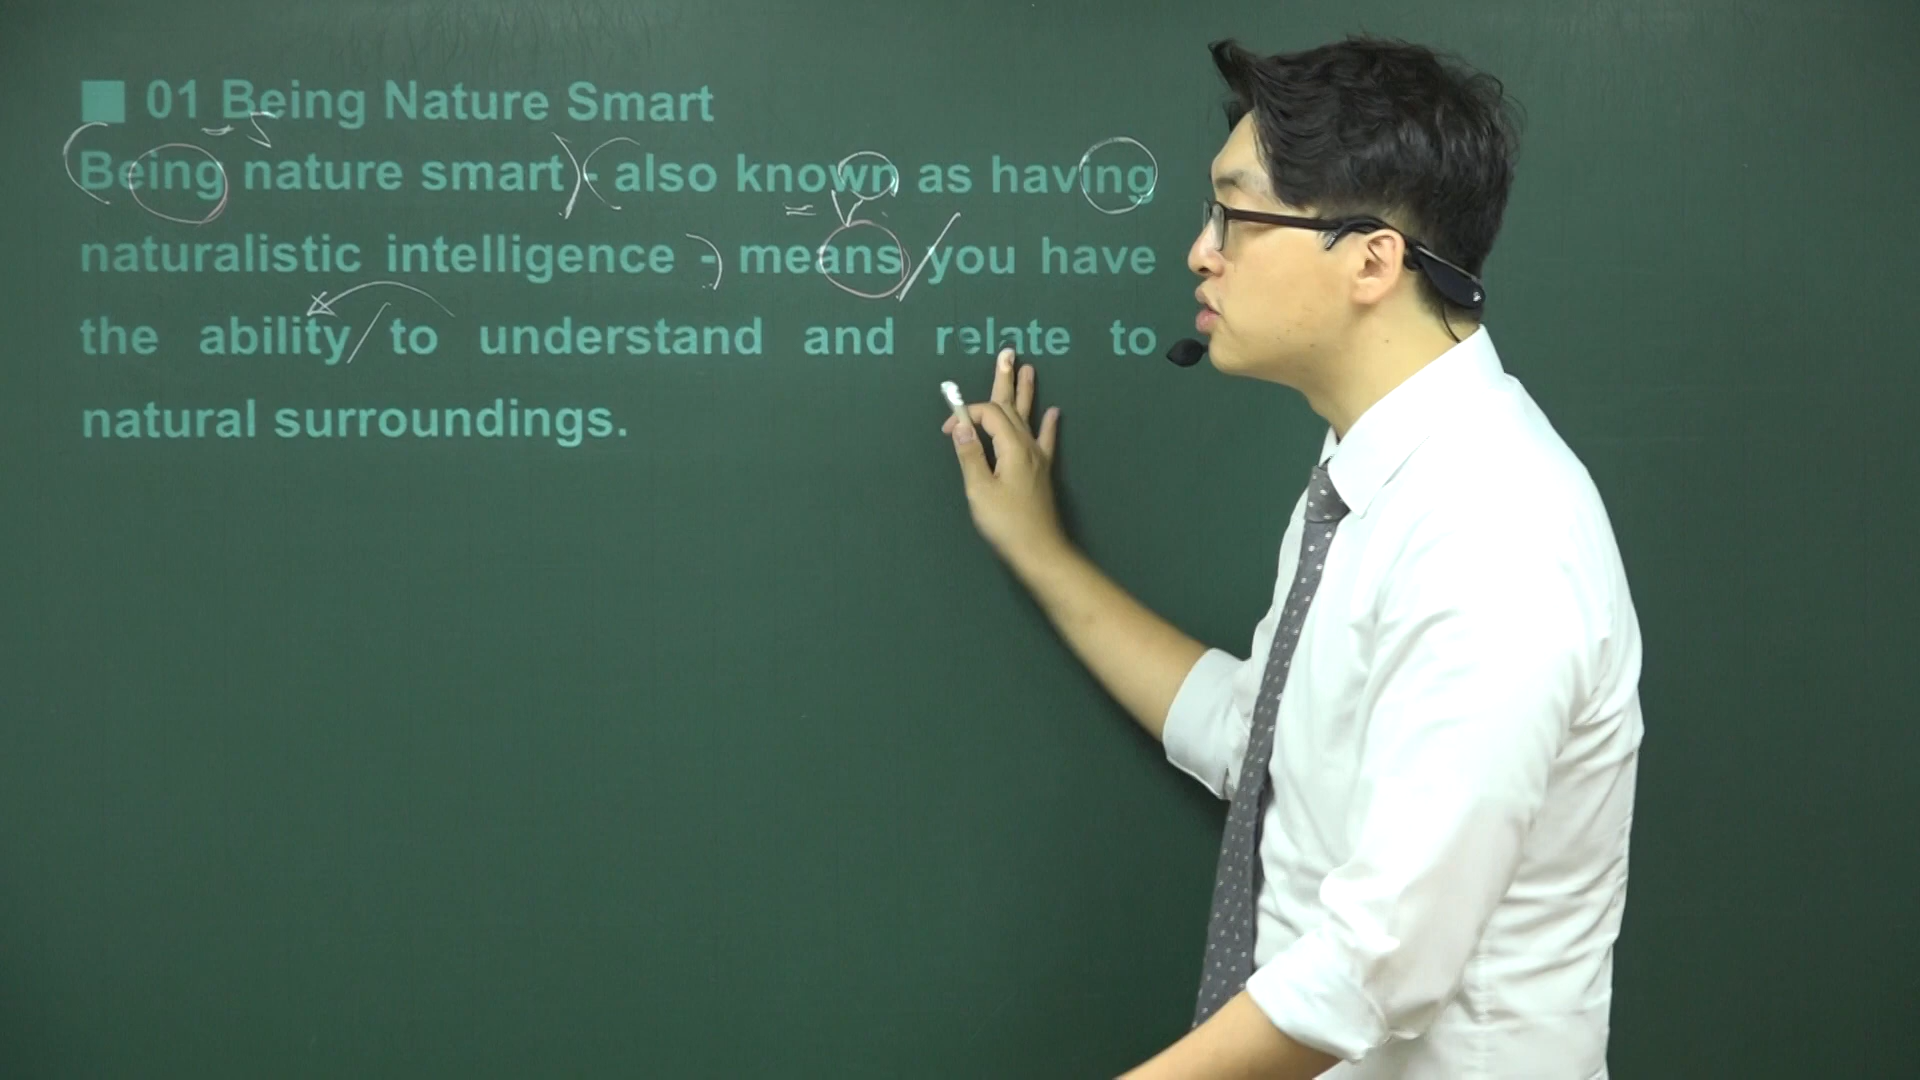 ■ 01 Being Nature Smart
Being nature smart - also known as having
naturalistic intelligence - means you have
the ability to understand and relate to
natural surroundings.